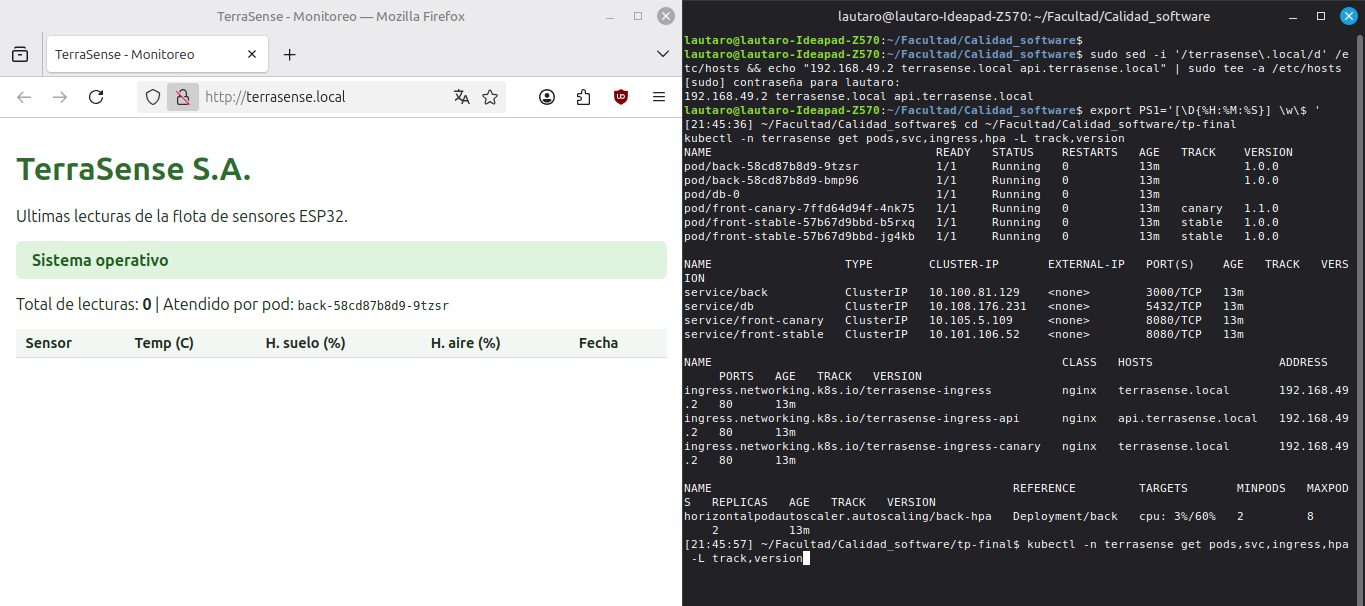 TerraSense - Monitoreo — Mozilla Firefox
TerraSense - Monitoreo
http://terrasense.local
TerraSense S.A.
Ultimas lecturas de la flota de sensores ESP32.
Sistema operativo
Total de lecturas: 0 | Atendido por pod: back-58cd87b8d9-9tzsr
Sensor Temp (C) H. suelo (%) H. aire (%) Fecha
lautaro@lautaro-Ideapad-Z570: ~/Facultad/Calidad_software
lautaro@lautaro-Ideapad-Z570:~/Facultad/Calidad_software$
lautaro@lautaro-Ideapad-Z570:~/Facultad/Calidad_software$ sudo sed -i '/terrasense\.local/d' /e
tc/hosts && echo "192.168.49.2 terrasense.local api.terrasense.local" | sudo tee -a /etc/hosts
[sudo] contraseña para lautaro:
192.168.49.2 terrasense.local api.terrasense.local
lautaro@lautaro-Ideapad-Z570:~/Facultad/Calidad_software$ export PS1='[\D{%H:%M:%S}] \w\$ '
[21:45:36] ~/Facultad/Calidad_software$ cd ~/Facultad/Calidad_software/tp-final
kubectl -n terrasense get pods,svc,ingress,hpa -L track,version
NAME READY STATUS RESTARTS AGE TRACK VERSION
pod/back-58cd87b8d9-9tzsr 1/1 Running 0 13m 1.0.0
pod/back-58cd87b8d9-bmp96 1/1 Running 0 13m 1.0.0
pod/db-0 1/1 Running 0 13m
pod/front-canary-7ffd64d94f-4nk75 1/1 Running 0 13m canary 1.1.0
pod/front-stable-57b67d9bbd-b5rxq 1/1 Running 0 13m stable 1.0.0
pod/front-stable-57b67d9bbd-jg4kb 1/1 Running 0 13m stable 1.0.0
NAME TYPE CLUSTER-IP EXTERNAL-IP PORT(S) AGE TRACK VERS
ION
service/back ClusterIP 10.100.81.129 <none> 3000/TCP 13m
service/db ClusterIP 10.108.176.231 <none> 5432/TCP 13m
service/front-canary ClusterIP 10.105.5.109 <none> 8080/TCP 13m
service/front-stable ClusterIP 10.101.106.52 <none> 8080/TCP 13m
NAME CLASS HOSTS ADDRESS
PORTS AGE TRACK VERSION
ingress.networking.k8s.io/terrasense-ingress nginx terrasense.local 192.168.49
.2 80 13m
ingress.networking.k8s.io/terrasense-ingress-api nginx api.terrasense.local 192.168.49
.2 80 13m
ingress.networking.k8s.io/terrasense-ingress-canary nginx terrasense.local 192.168.49
.2 80 13m
NAME REFERENCE TARGETS MINPODS MAXPOD
S REPLICAS AGE TRACK VERSION
horizontalpodautoscaler.autoscaling/back-hpa Deployment/back cpu: 3%/60% 2 8
2 13m
[21:45:57] ~/Facultad/Calidad_software/tp-final$ kubectl -n terrasense get pods,svc,ingress,hpa
-L track,version